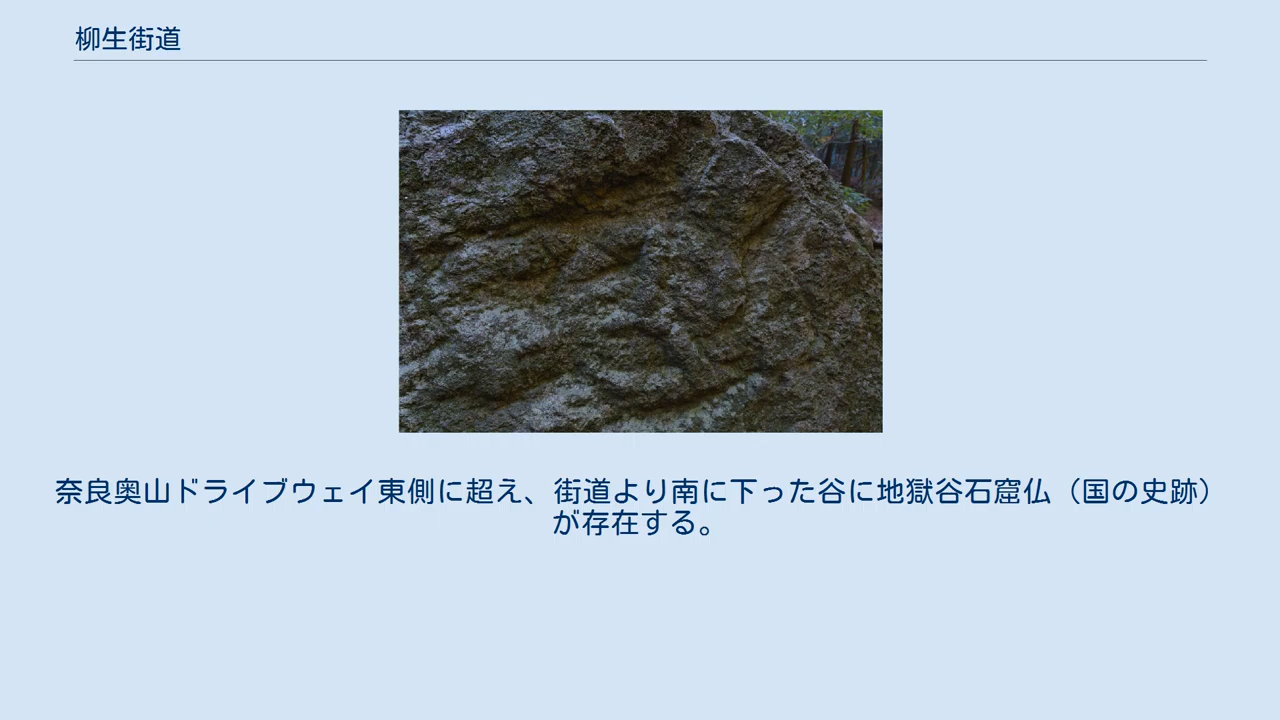 柳生街道
奈良奥山ドライブウェイ東側に超え、街道より南に下った谷に地獄谷石窟仏（国の史跡）
が存在する。